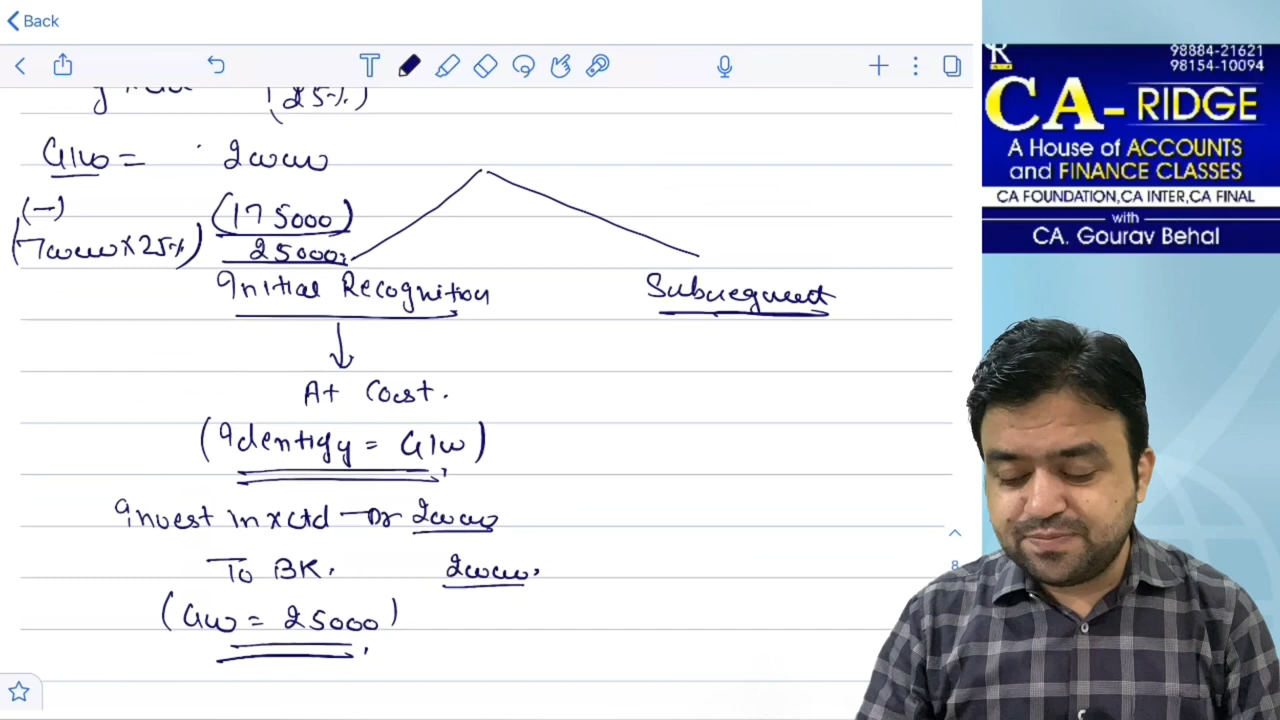 Back
(25%)
G/w = 200000
(-) (175000)
(700000 X 25%)
25000
Initial Recognition
Subsequent
At Cost.
(Identify = G/w)
Invest in x Ltd Dr 200000
To BK. 200000
(Gw = 25000)
98884-21621
98154-10094
CA-RIDGE
A House of ACCOUNTS
and FINANCE CLASSES
CA FOUNDATION,CA INTER,CA FINAL
with
CA. Gourav Behal